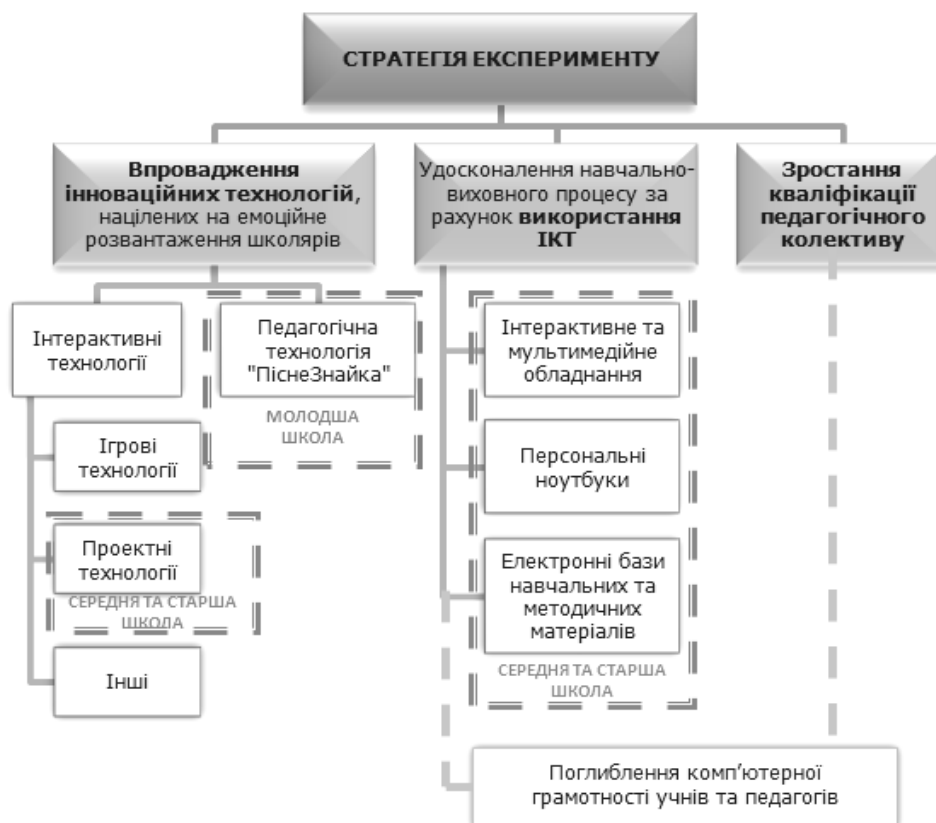 СТРАТЕГІЯ ЕКСПЕРИМЕНТУ
Впровадження
інноваційних технологій,
націлених на емоційне
розвантаження школярів
Удосконалення навчально-
виховного процесу за
рахунок використання
ІКТ
Зростання
кваліфікації
педагогічного
колективу
Інтерактивні
технології
Педагогічна
технологія
"ПіснеЗнайка"
МОЛОДША
ШКОЛА
Ігрові
технології
Проектні
технології
СЕРЕДНЯ ТА СТАРША
ШКОЛА
Інші
Інтерактивне та
мультимедійне
обладнання
Персональні
ноутбуки
Електронні бази
навчальних та
методичних
матеріалів
СЕРЕДНЯ ТА СТАРША
ШКОЛА
Поглиблення комп’ютерної
грамотності учнів та педагогів